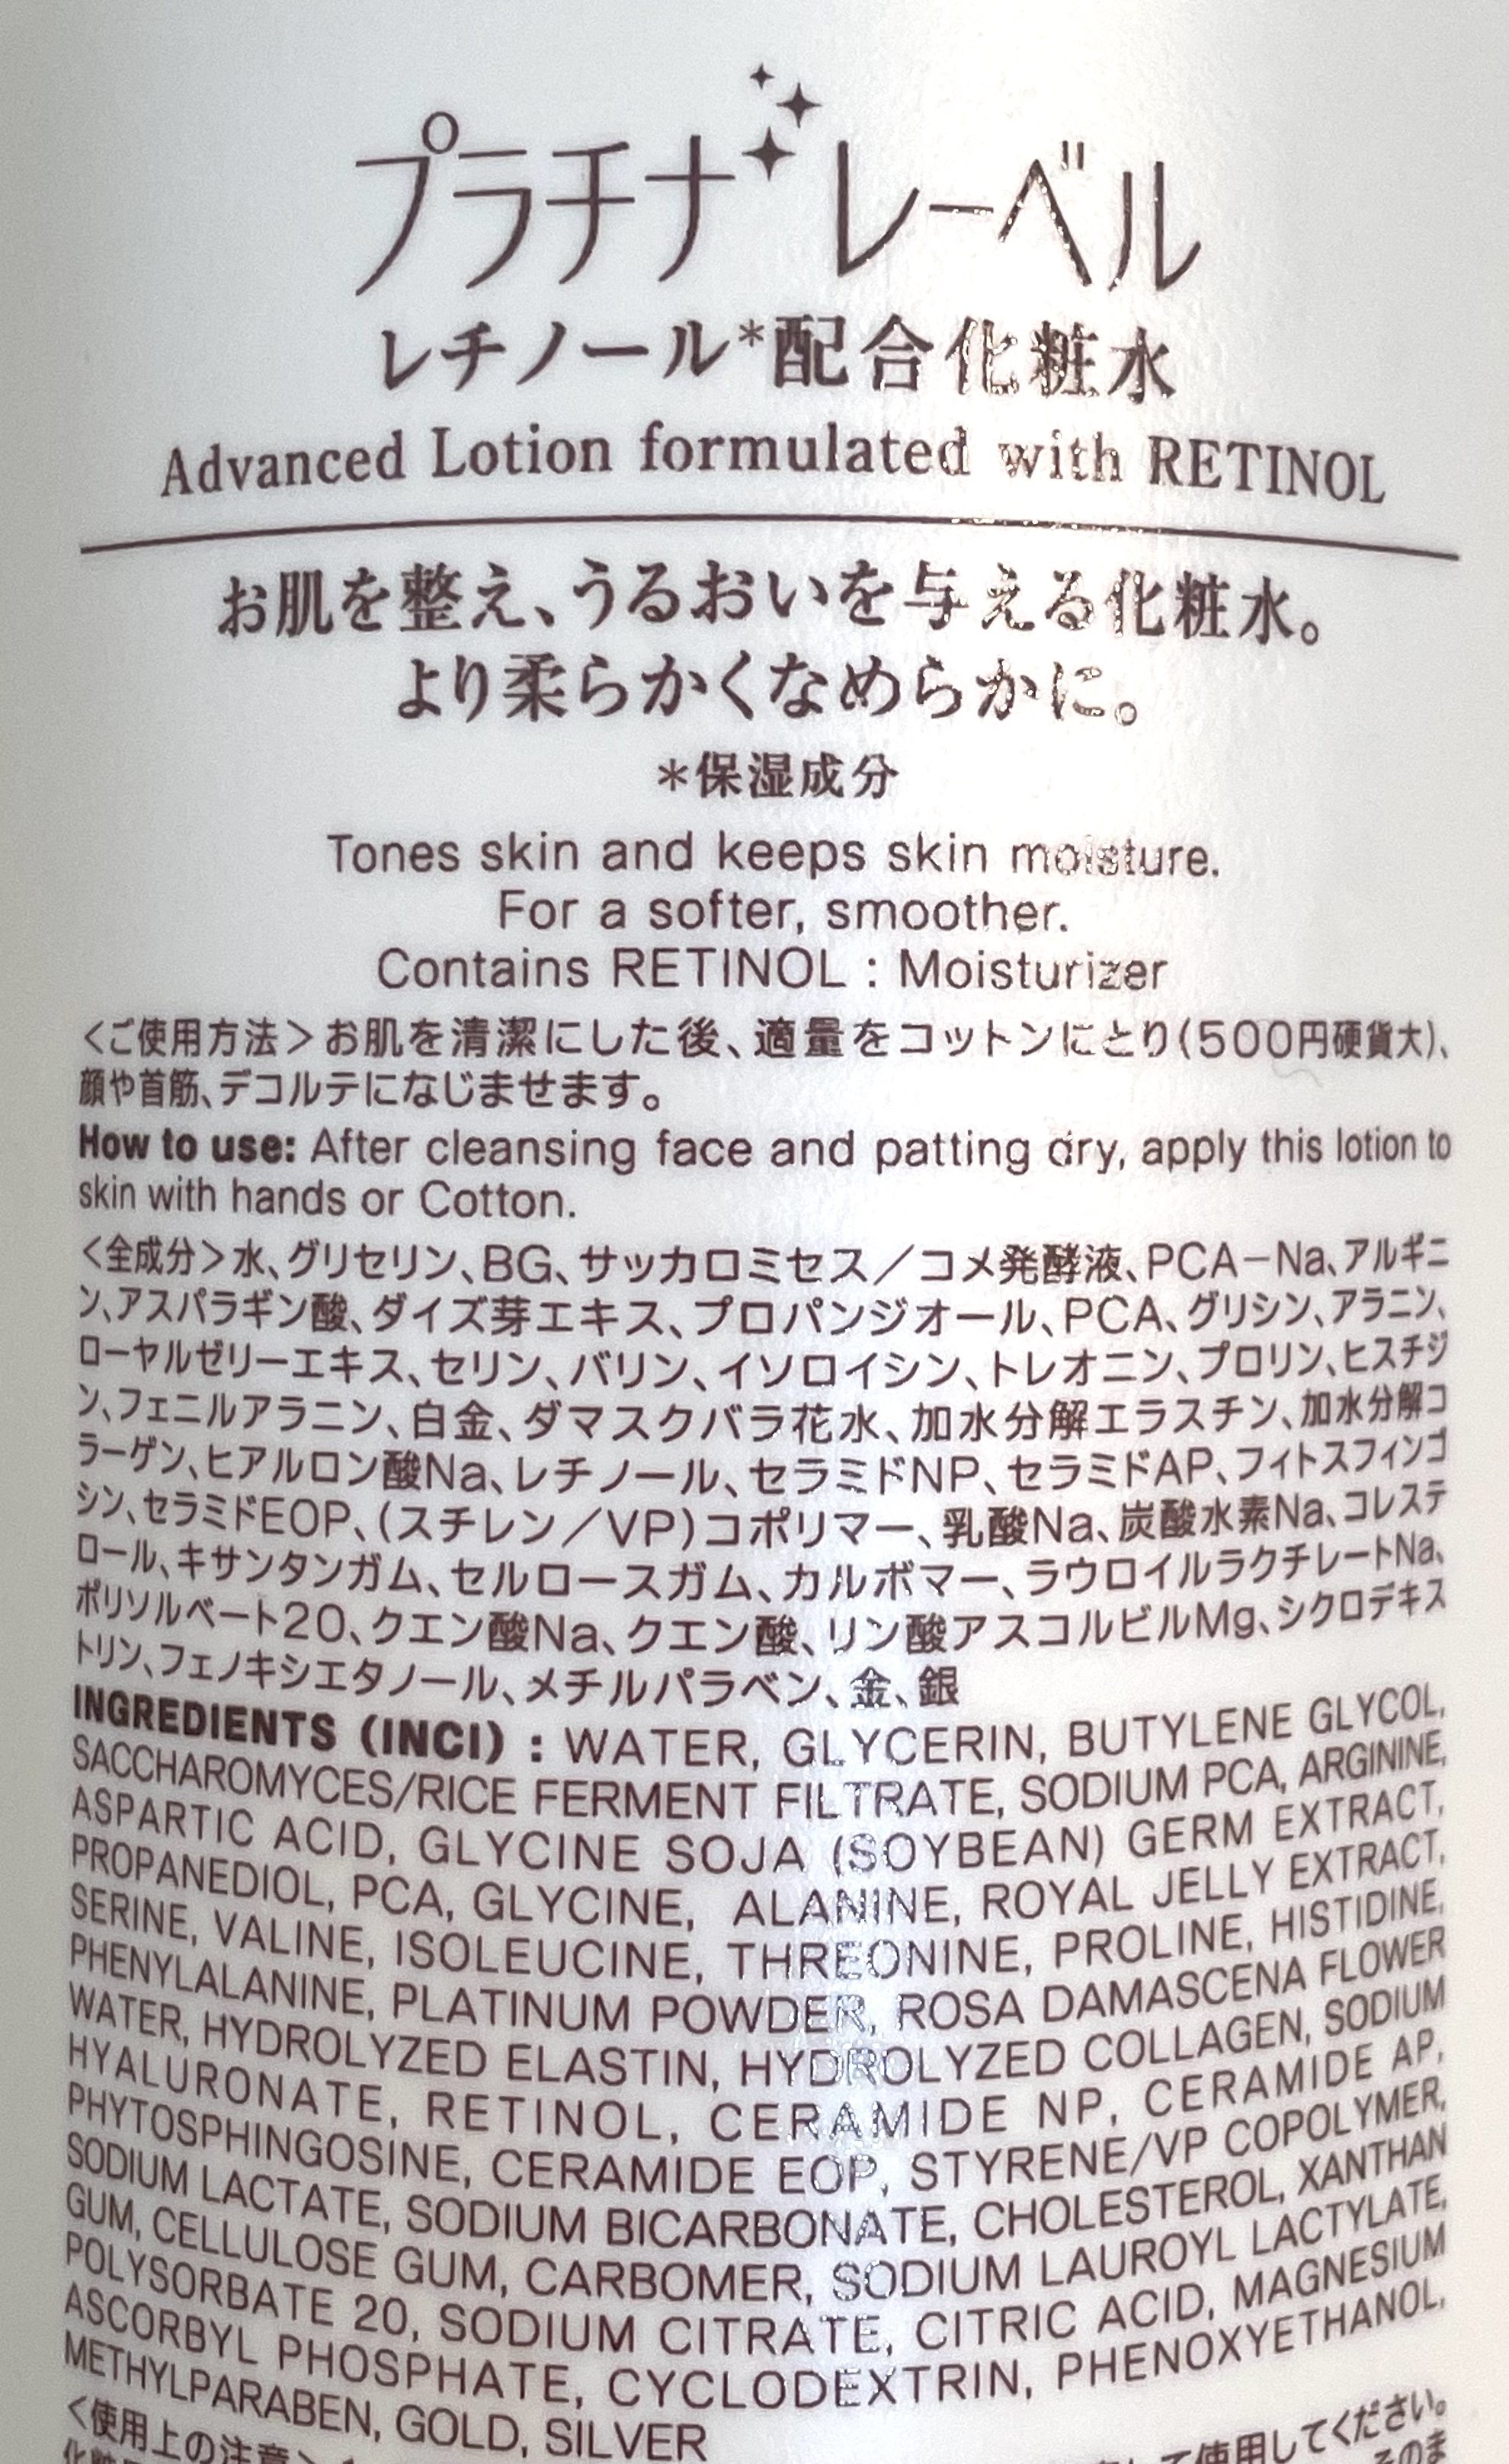 プラチナレーベル
レチノール*配合化粧水
Advanced Lotion formulated with RETINOL
お肌を整え、うるおいを与える化粧水。
より柔らかくなめらかに。
*保湿成分
Tones skin and keeps skin moisture.
For a softer, smoother.
Contains RETINOL : Moisturizer
<ご使用方法>お肌を清潔にした後、適量をコットンにとり(500円硬貨大)、
顔や首筋、デコルテになじませます。
How to use: After cleansing face and patting dry, apply this lotion to
skin with hands or Cotton.
<全成分>水、グリセリン、BG、サッカロミセス/コメ発酵液、PCA-Na、アルギニ
ン、アスパラギン酸、ダイズ芽エキス、プロパンジオール、PCA、グリシン、アラニン、
ローヤルゼリーエキス、セリン、バリン、イソロイシン、トレオニン、プロリン、ヒスチジ
ン、フェニルアラニン、白金、ダマスクバラ花水、加水分解エラスチン、加水分解コ
ラーゲン、ヒアルロン酸Na、レチノール、セラミドNP、セラミドAP、フィトスフィンゴ
シン、セラミドEOP、(スチレン/VP)コポリマー、乳酸Na、炭酸水素Na、コレステ
ロール、キサンタンガム、セルロースガム、カルボマー、ラウロイルラクチレートNa、
ポリソルベート20、クエン酸Na、クエン酸、リン酸アスコルビルMg、シクロデキス
トリン、フェノキシエタノール、メチルパラベン、金、銀
INGREDIENTS (INCI) : WATER, GLYCERIN, BUTYLENE GLYCOL,
SACCHAROMYCES/RICE FERMENT FILTRATE, SODIUM PCA, ARGININE,
ASPARTIC ACID, GLYCINE SOJA (SOYBEAN) GERM EXTRACT,
PROPANEDIOL, PCA, GLYCINE, ALANINE, ROYAL JELLY EXTRACT,
SERINE, VALINE, ISOLEUCINE, THREONINE, PROLINE, HISTIDINE,
PHENYLALANINE, PLATINUM POWDER, ROSA DAMASCENA FLOWER
WATER, HYDROLYZED ELASTIN, HYDROLYZED COLLAGEN, SODIUM
HYALURONATE, RETINOL, CERAMIDE NP, CERAMIDE AP,
PHYTOSPHINGOSINE, CERAMIDE EOP, STYRENE/VP COPOLYMER,
SODIUM LACTATE, SODIUM BICARBONATE, CHOLESTEROL, XANTHAN
GUM, CELLULOSE GUM, CARBOMER, SODIUM LAUROYL LACTYLATE,
POLYSORBATE 20, SODIUM CITRATE, CITRIC ACID, MAGNESIUM
ASCORBYL PHOSPHATE, CYCLODEXTRIN, PHENOXYETHANOL,
METHYLPARABEN, GOLD, SILVER
<使用上の注意> 使用してください。